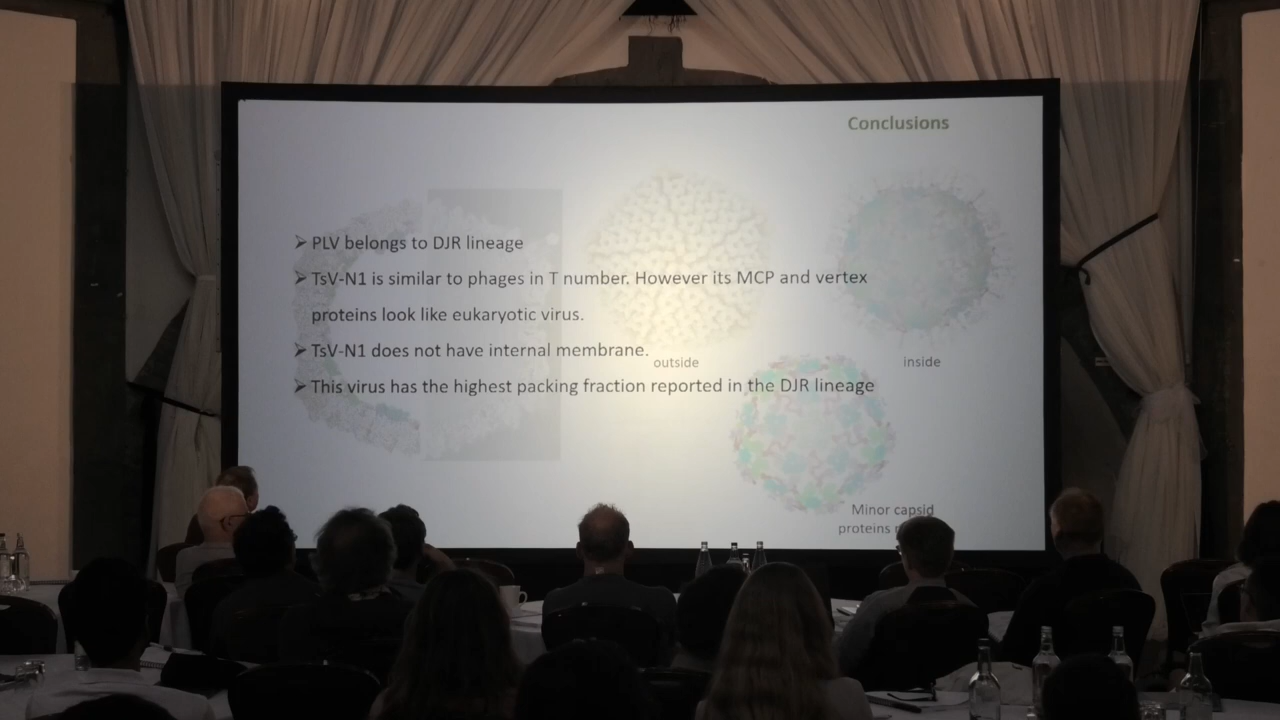 Conclusions
➢ PLV belongs to DJR lineage
➢ TsV-N1 is similar to phages in T number. However its MCP and vertex
proteins look like eukaryotic virus.
➢ TsV-N1 does not have internal membrane.
outside
inside
➢ This virus has the highest packing fraction reported in the DJR lineage
Minor capsid
proteins